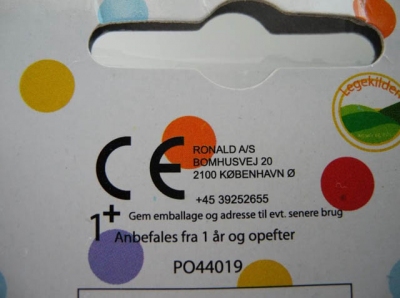 Legekilden
CE
RONALD A/S
BOMHUSVEJ 20
2100 KØBENHAVN Ø
+45 39252655
1+
Gem emballage og adresse til evt. senere brug
Anbefales fra 1 år og opefter
PO44019